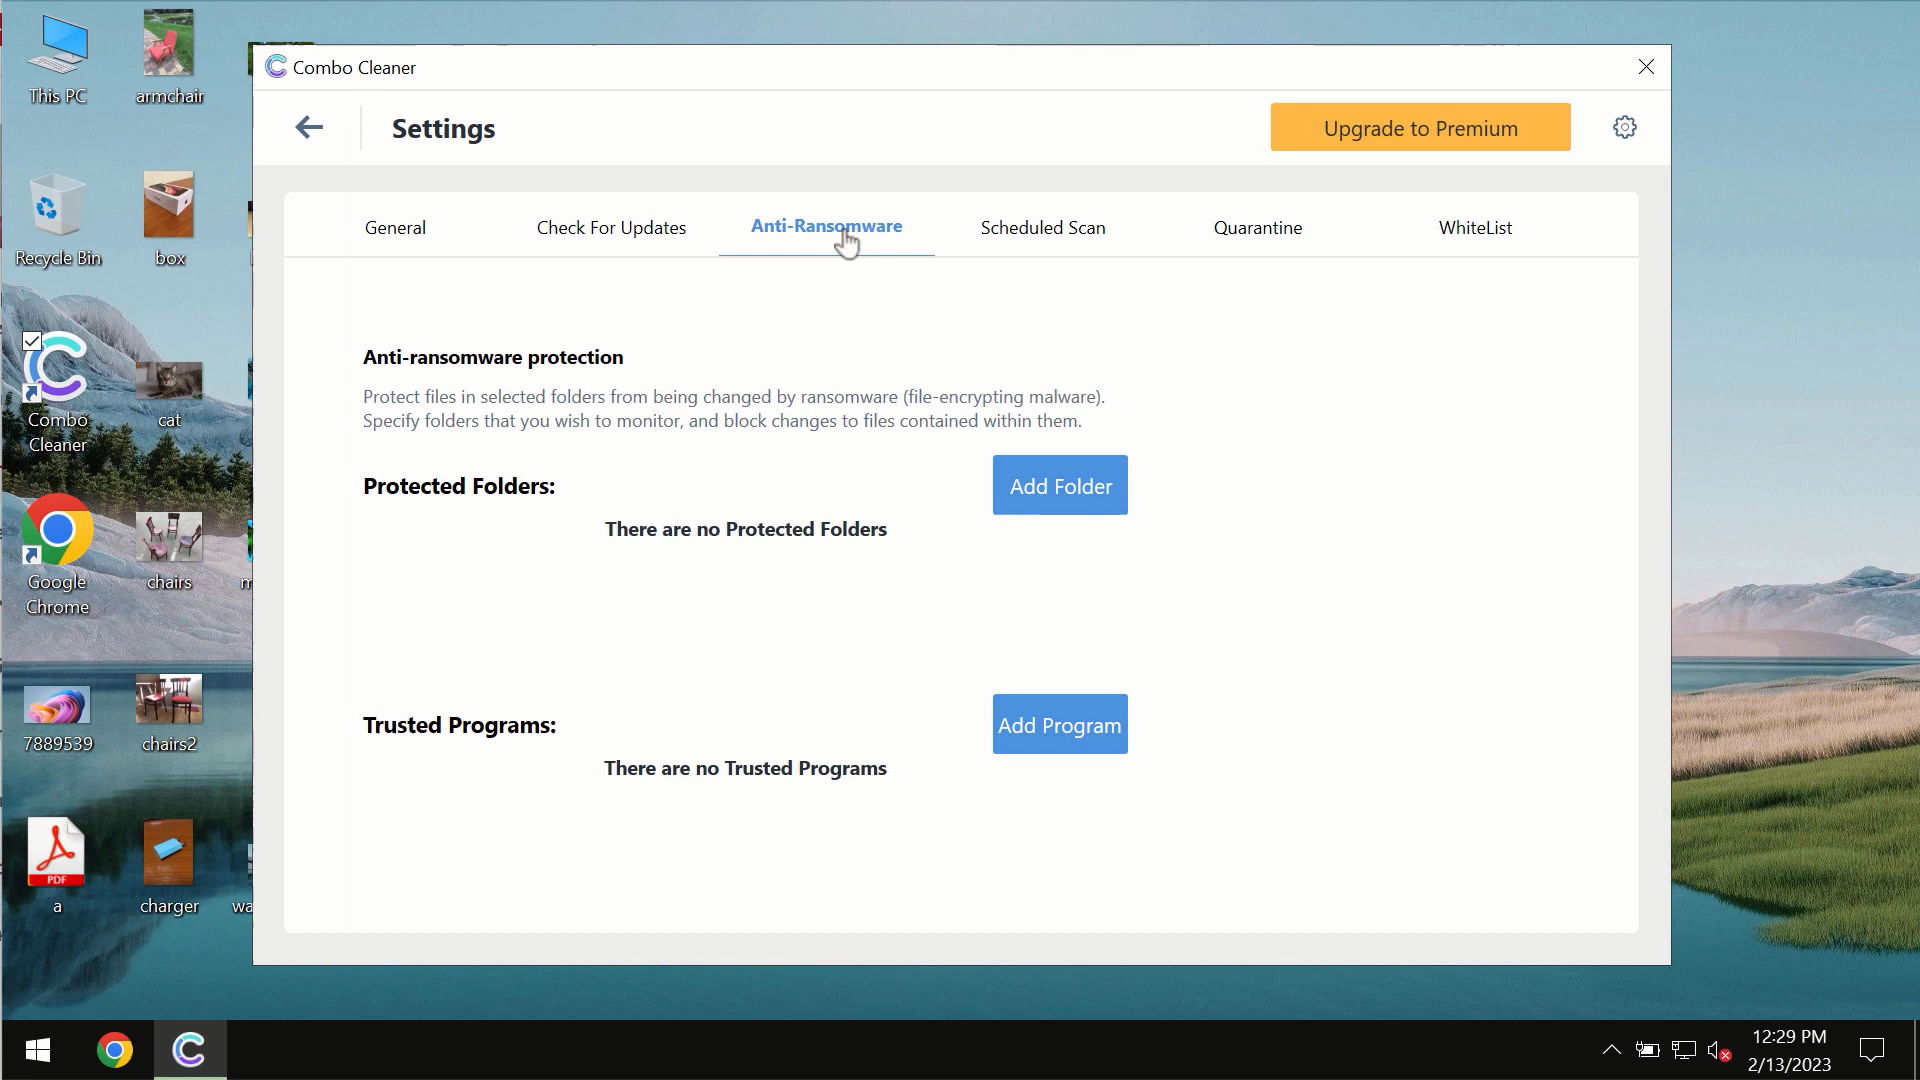 This PC
armchair
Recycle Bin
box
Combo
Cleaner
cat
Google
Chrome
chairs
7889539
chairs2
PDF
a
charger
wa
Combo Cleaner
Settings
Upgrade to Premium
General
Check For Updates
Anti-Ransomware
Scheduled Scan
Quarantine
WhiteList
Anti-ransomware protection
Protect files in selected folders from being changed by ransomware (file-encrypting malware).
Specify folders that you wish to monitor, and block changes to files contained within them.
Protected Folders:
Add Folder
There are no Protected Folders
Trusted Programs:
Add Program
There are no Trusted Programs
12:29 PM
2/13/2023